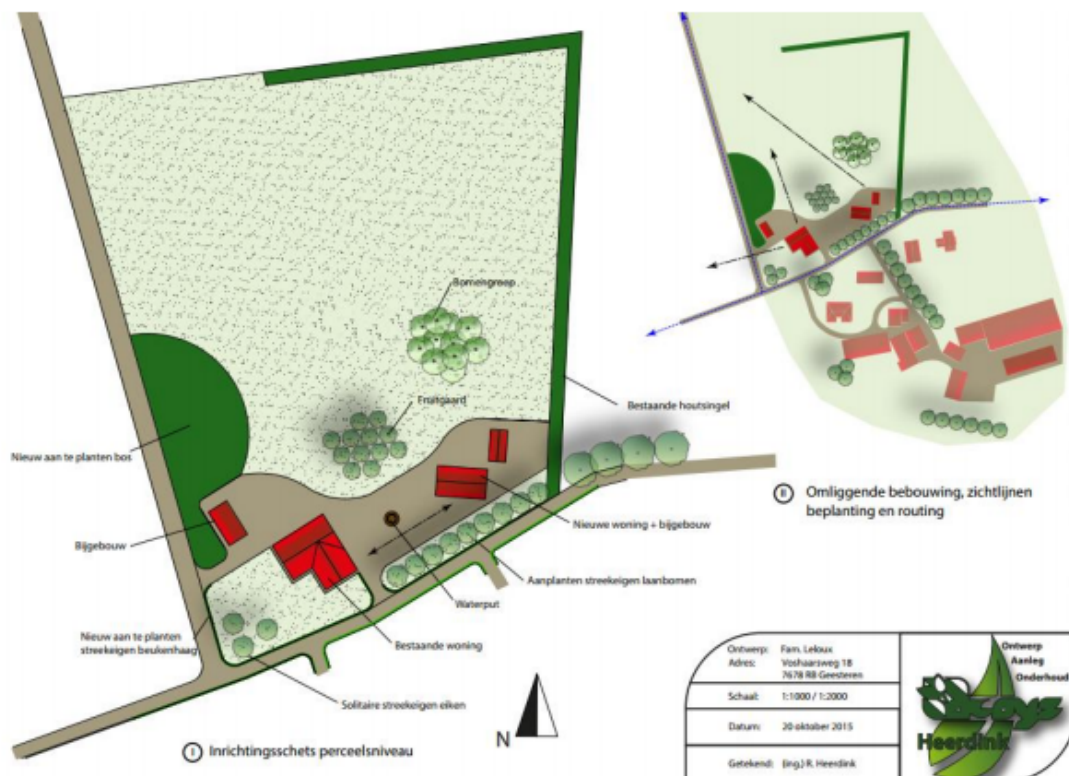 Bomengroep
Fruitgaard
Bestaande houtsingel
Nieuw aan te planten bos
Bijgebouw
Nieuwe woning + bijgebouw
Aanplanten streekeigen laanbomen
Waterput
Nieuw aan te planten
streekeigen beukenhaag
Bestaande woning
Solitaire streekeigen eiken
N
I Inrichtingsschets perceelsniveau
II Omliggende bebouwing, zichtlijnen
beplanting en routing
Ontwerp: Fam. Leloux
Adres: Voshaarsweg 18
7678 RB Geesteren
Schaal: 1:1000 / 1:2000
Datum: 20 oktober 2015
Getekend: (ing.) R. Heerdink
Ontwerp
Aanleg
Onderhoud
Heerdink